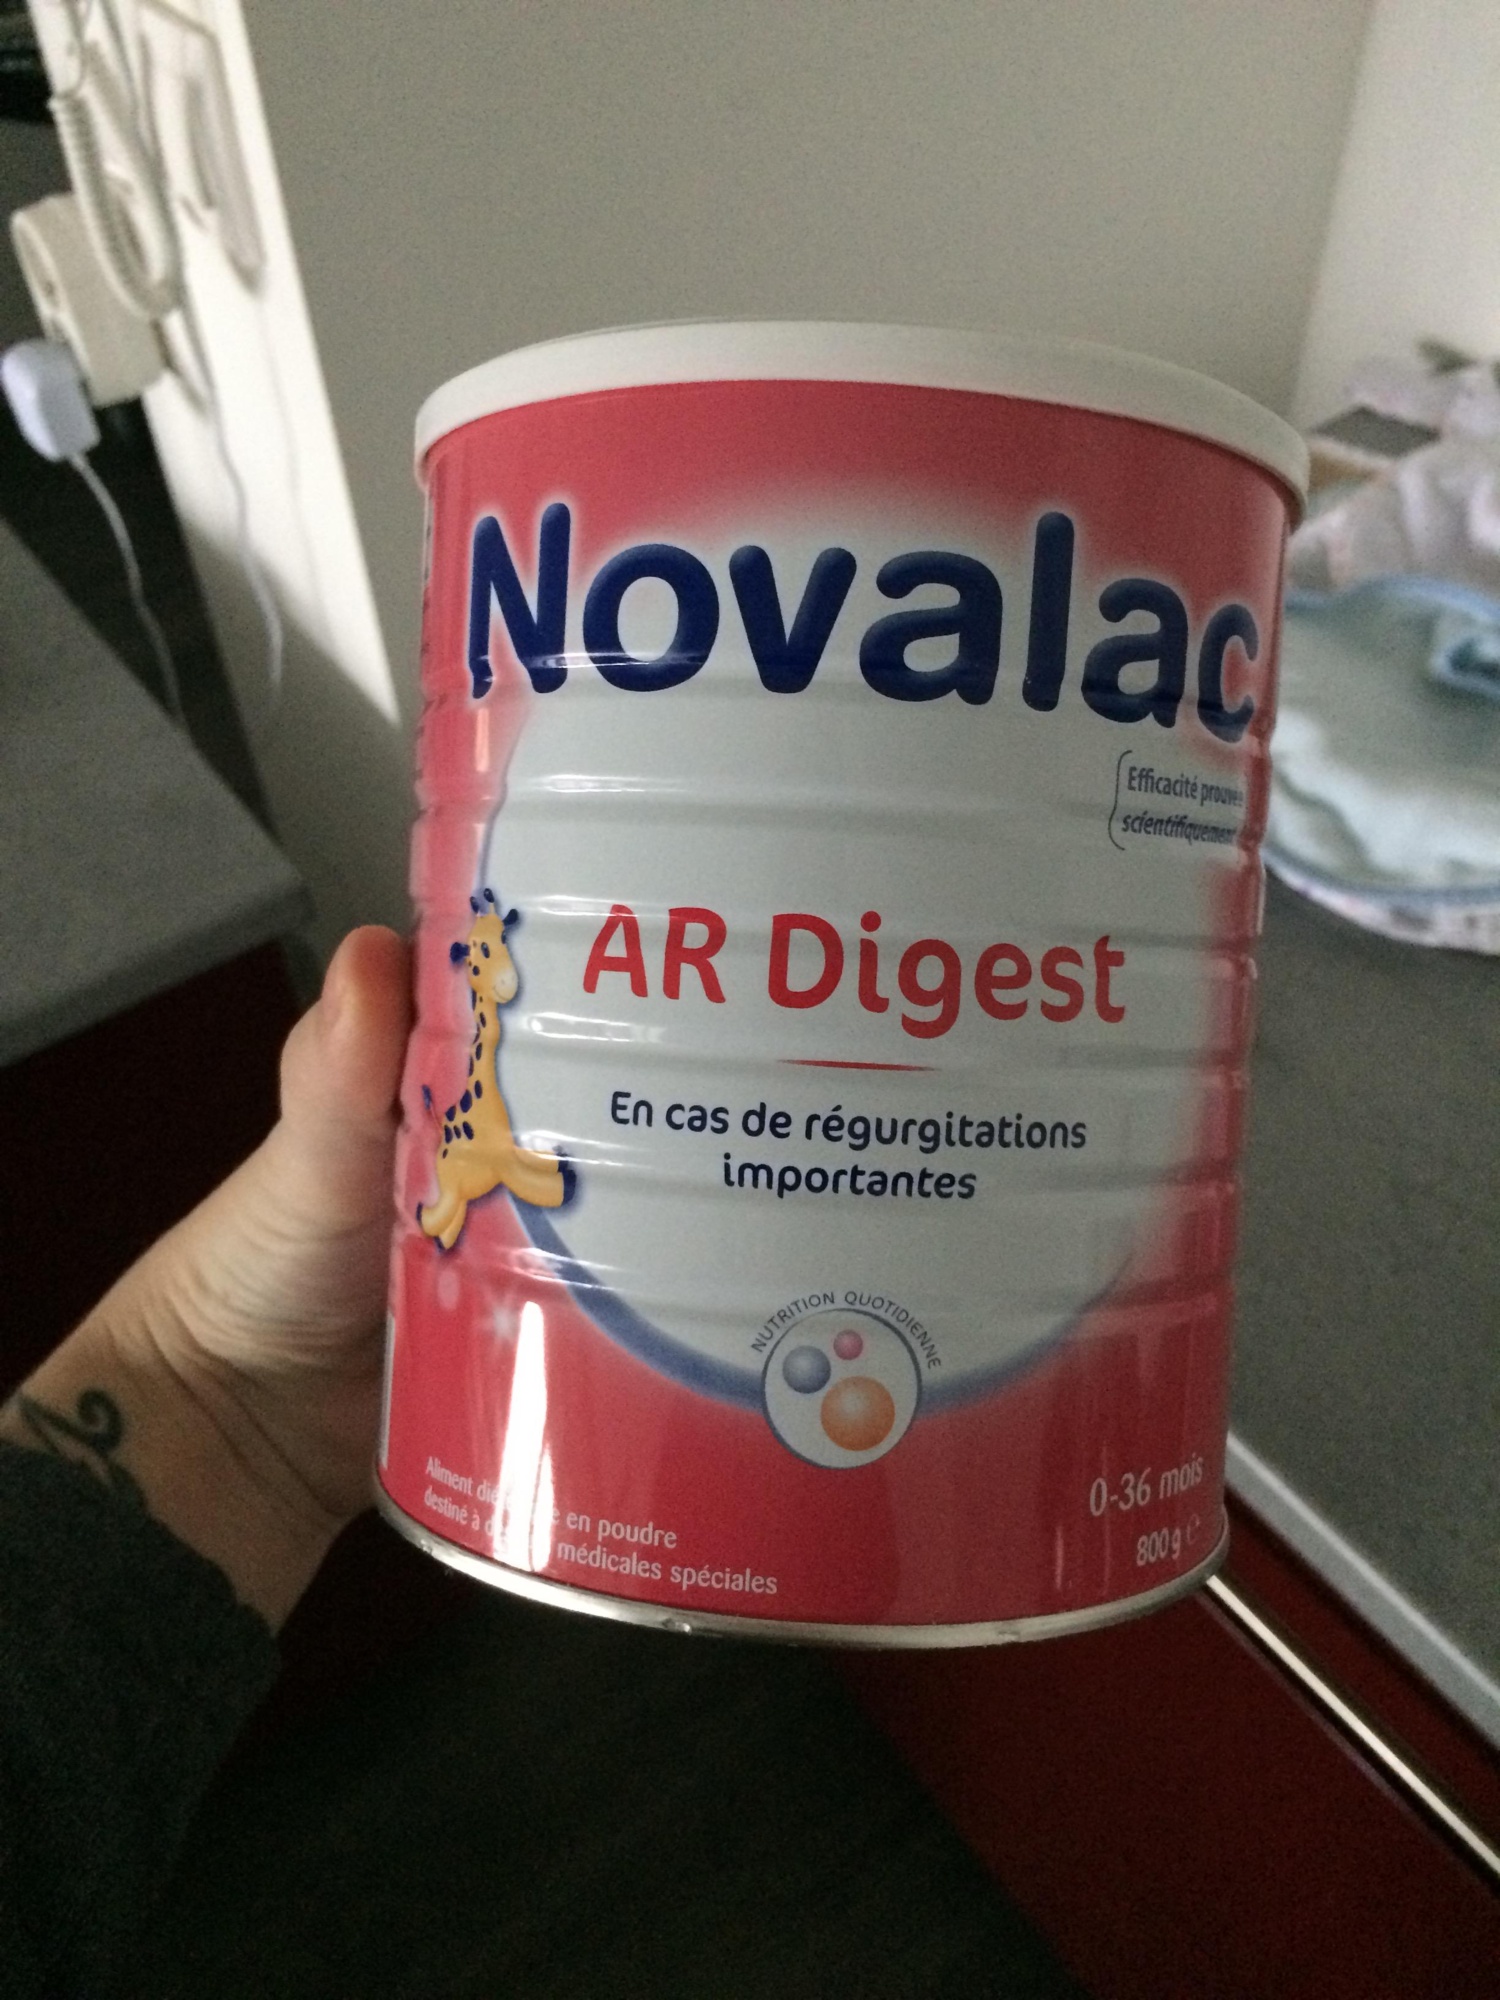 Novalac
Efficacité prouvée
scientifiquement
AR Digest
En cas de régurgitations
importantes
NUTRITION QUOTIDIENNE
Aliment en poudre
destiné à médicales spéciales
0-36 mois
800g e